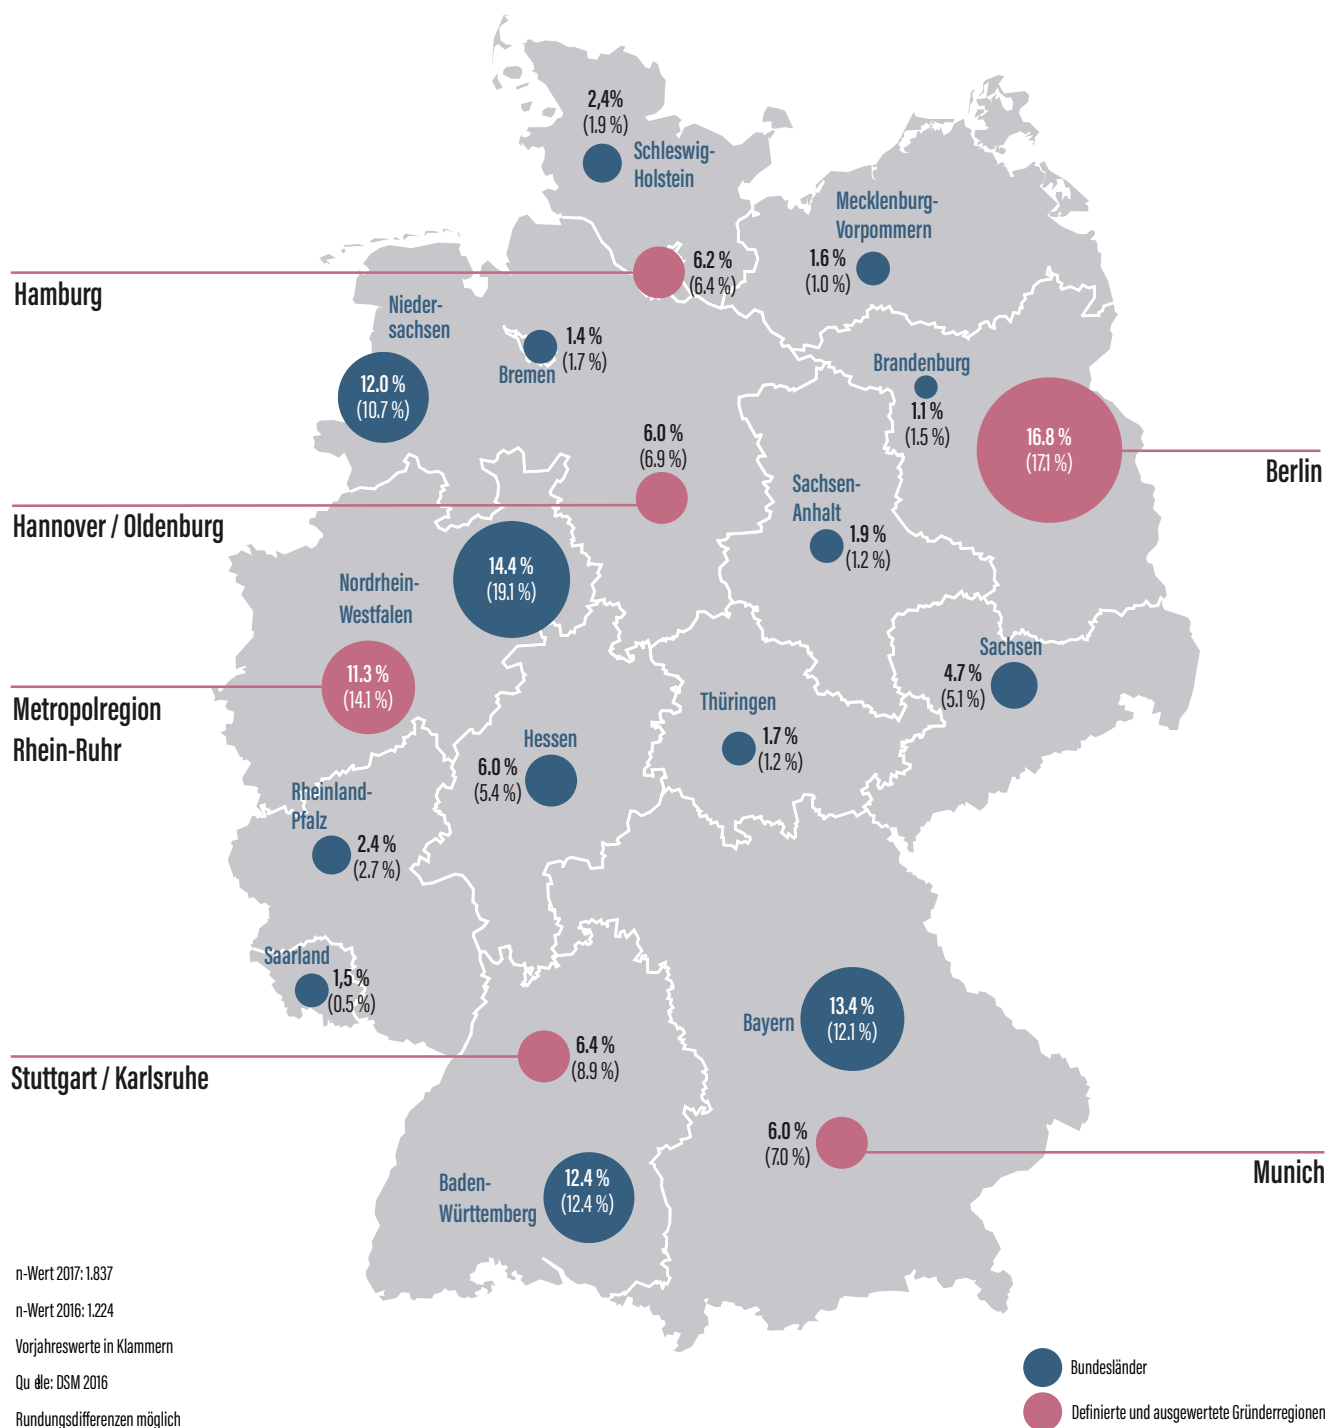 2,4%
(1.9 %)
Schleswig-
Holstein
Mecklenburg-
Vorpommern
1.6 %
(1.0 %)
6.2 %
(6.4 %)
Hamburg
Nieder-
sachsen
12.0 %
(10.7 %)
1.4 %
(1.7 %)
Bremen
Brandenburg
1.1 %
(1.5 %)
16.8 %
(17.1 %)
Berlin
6.0 %
(6.9 %)
Hannover / Oldenburg
Sachsen-
Anhalt
1.9 %
(1.2 %)
14.4 %
(19.1 %)
Nordrhein-
Westfalen
11.3 %
(14.1 %)
Metropolregion
Rhein-Ruhr
Sachsen
4.7 %
(5.1 %)
Thüringen
1.7 %
(1.2 %)
Hessen
6.0 %
(5.4 %)
Rheinland-
Pfalz
2.4 %
(2.7 %)
Saarland
1,5 %
(0.5 %)
Bayern
13.4 %
(12.1 %)
6.4 %
(8.9 %)
Stuttgart / Karlsruhe
6.0 %
(7.0 %)
Munich
Baden-
Württemberg
12.4 %
(12.4 %)
n-Wert 2017: 1.837
n-Wert 2016: 1.224
Vorjahreswerte in Klammern
Quelle: DSM 2016
Rundungsdifferenzen möglich
Bundesländer
Definierte und ausgewertete Gründerregionen